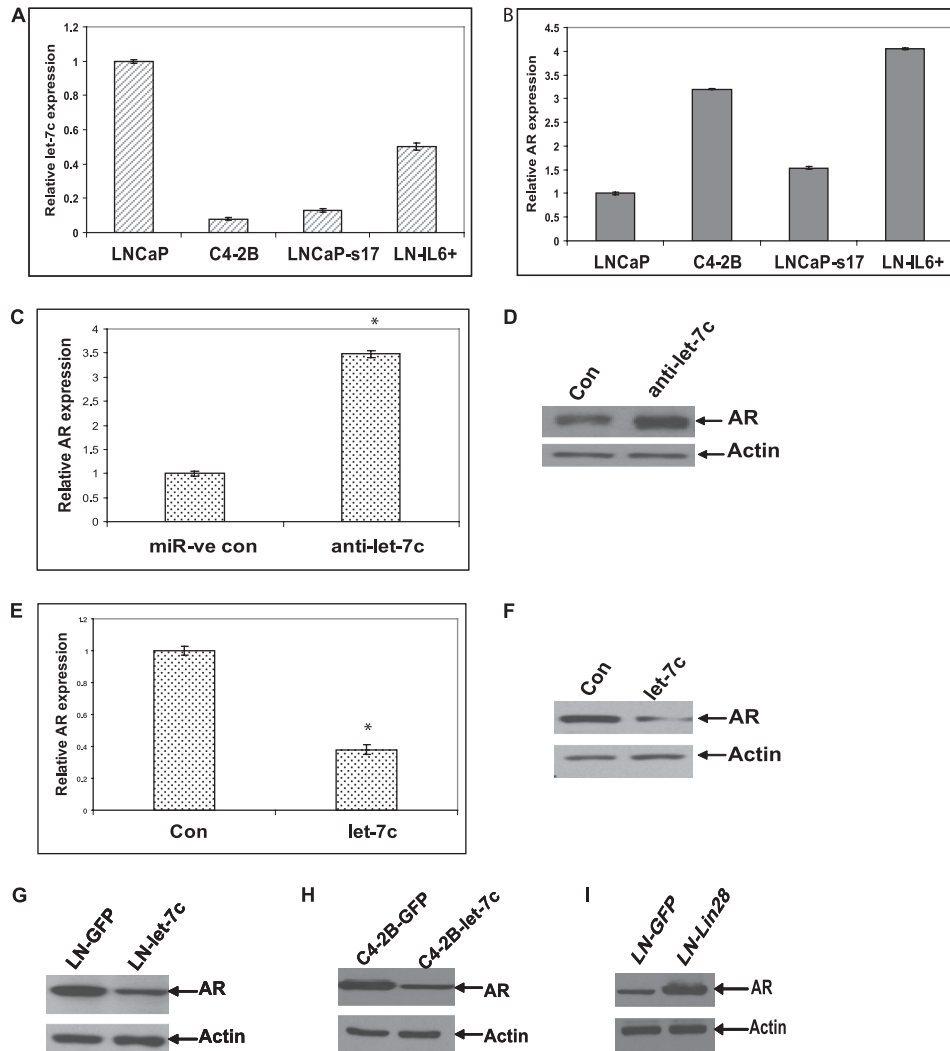 A
Relative let-7c expression
1.2
1
0.8
0.6
0.4
0.2
0
LNCaP
C4-2B
LNCaP-s17
LN-IL6+
B
Relative AR expression
4.5
4
3.5
3
2.5
2
1.5
1
0.5
0
LNCaP
C4-2B
LNCaP-s17
LN-IL6+
C
Relative AR expression
4
3.5
3
2.5
2
1.5
1
0.5
0
*
miR-ve con
anti-let-7c
D
Con
anti-let-7c
AR
Actin
E
Relative AR expression
1.2
1
0.8
0.6
0.4
0.2
0
*
Con
let-7c
F
Con
let-7c
AR
Actin
G
LN-GFP
LN-let-7c
AR
Actin
H
C4-2B-GFP
C4-2B-let-7c
AR
Actin
I
LN-GFP
LN-Lin28
AR
Actin